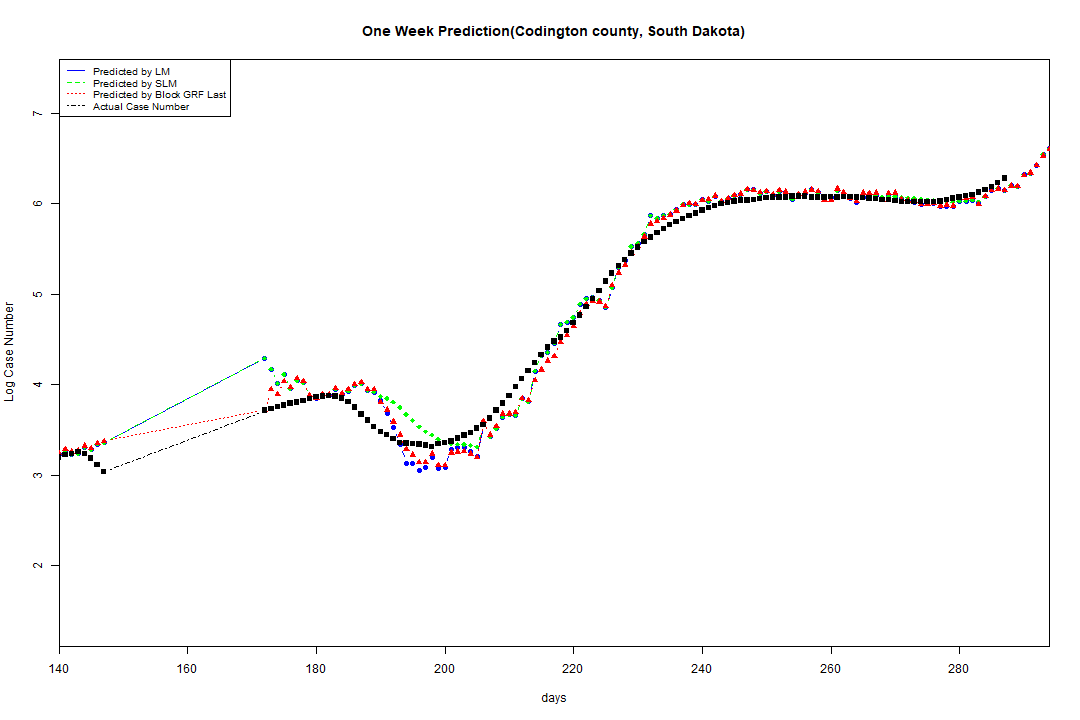 One Week Prediction(Codington county, South Dakota)
Predicted by LM
Predicted by SLM
Predicted by Block GRF Last
Actual Case Number
7
6
5
4
3
2
Log Case Number
140 160 180 200 220 240 260 280
days